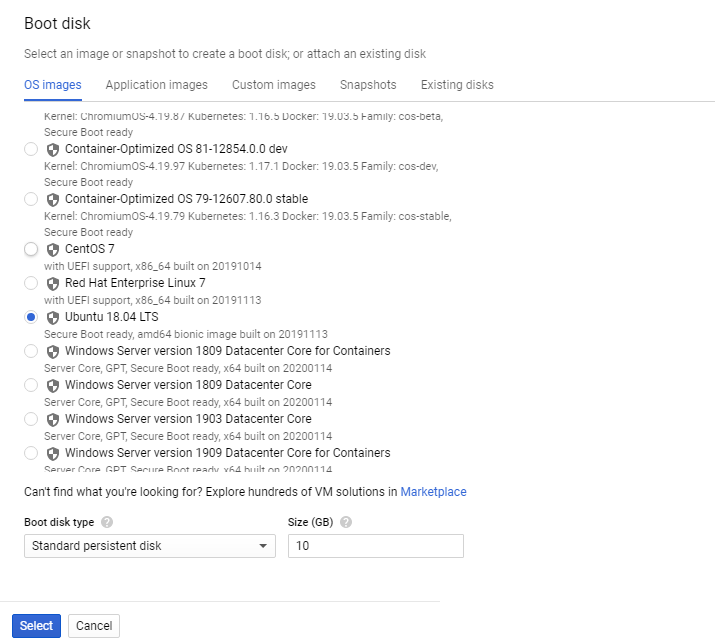 Boot disk
Select an image or snapshot to create a boot disk; or attach an existing disk
OS images Application images Custom images Snapshots Existing disks
Kernel: ChromiumOS-4.19.87 Kubernetes: 1.16.5 Docker: 19.03.5 Family: cos-beta,
Secure Boot ready
Container-Optimized OS 81-12854.0.0 dev
Kernel: ChromiumOS-4.19.97 Kubernetes: 1.17.1 Docker: 19.03.5 Family: cos-dev,
Secure Boot ready
Container-Optimized OS 79-12607.80.0 stable
Kernel: ChromiumOS-4.19.79 Kubernetes: 1.16.3 Docker: 19.03.5 Family: cos-stable,
Secure Boot ready
CentOS 7
with UEFI support, x86_64 built on 20191014
Red Hat Enterprise Linux 7
with UEFI support, x86_64 built on 20191113
Ubuntu 18.04 LTS
Secure Boot ready, amd64 bionic image built on 20191113
Windows Server version 1809 Datacenter Core for Containers
Server Core, GPT, Secure Boot ready, x64 built on 20200114
Windows Server version 1809 Datacenter Core
Server Core, GPT, Secure Boot ready, x64 built on 20200114
Windows Server version 1903 Datacenter Core
Server Core, GPT, Secure Boot ready, x64 built on 20200114
Windows Server version 1909 Datacenter Core for Containers
Server Core, GPT, Secure Boot ready, x64 built on 20200114
Can't find what you're looking for? Explore hundreds of VM solutions in Marketplace
Boot disk type ? Size (GB) ?
Standard persistent disk 10
Select Cancel